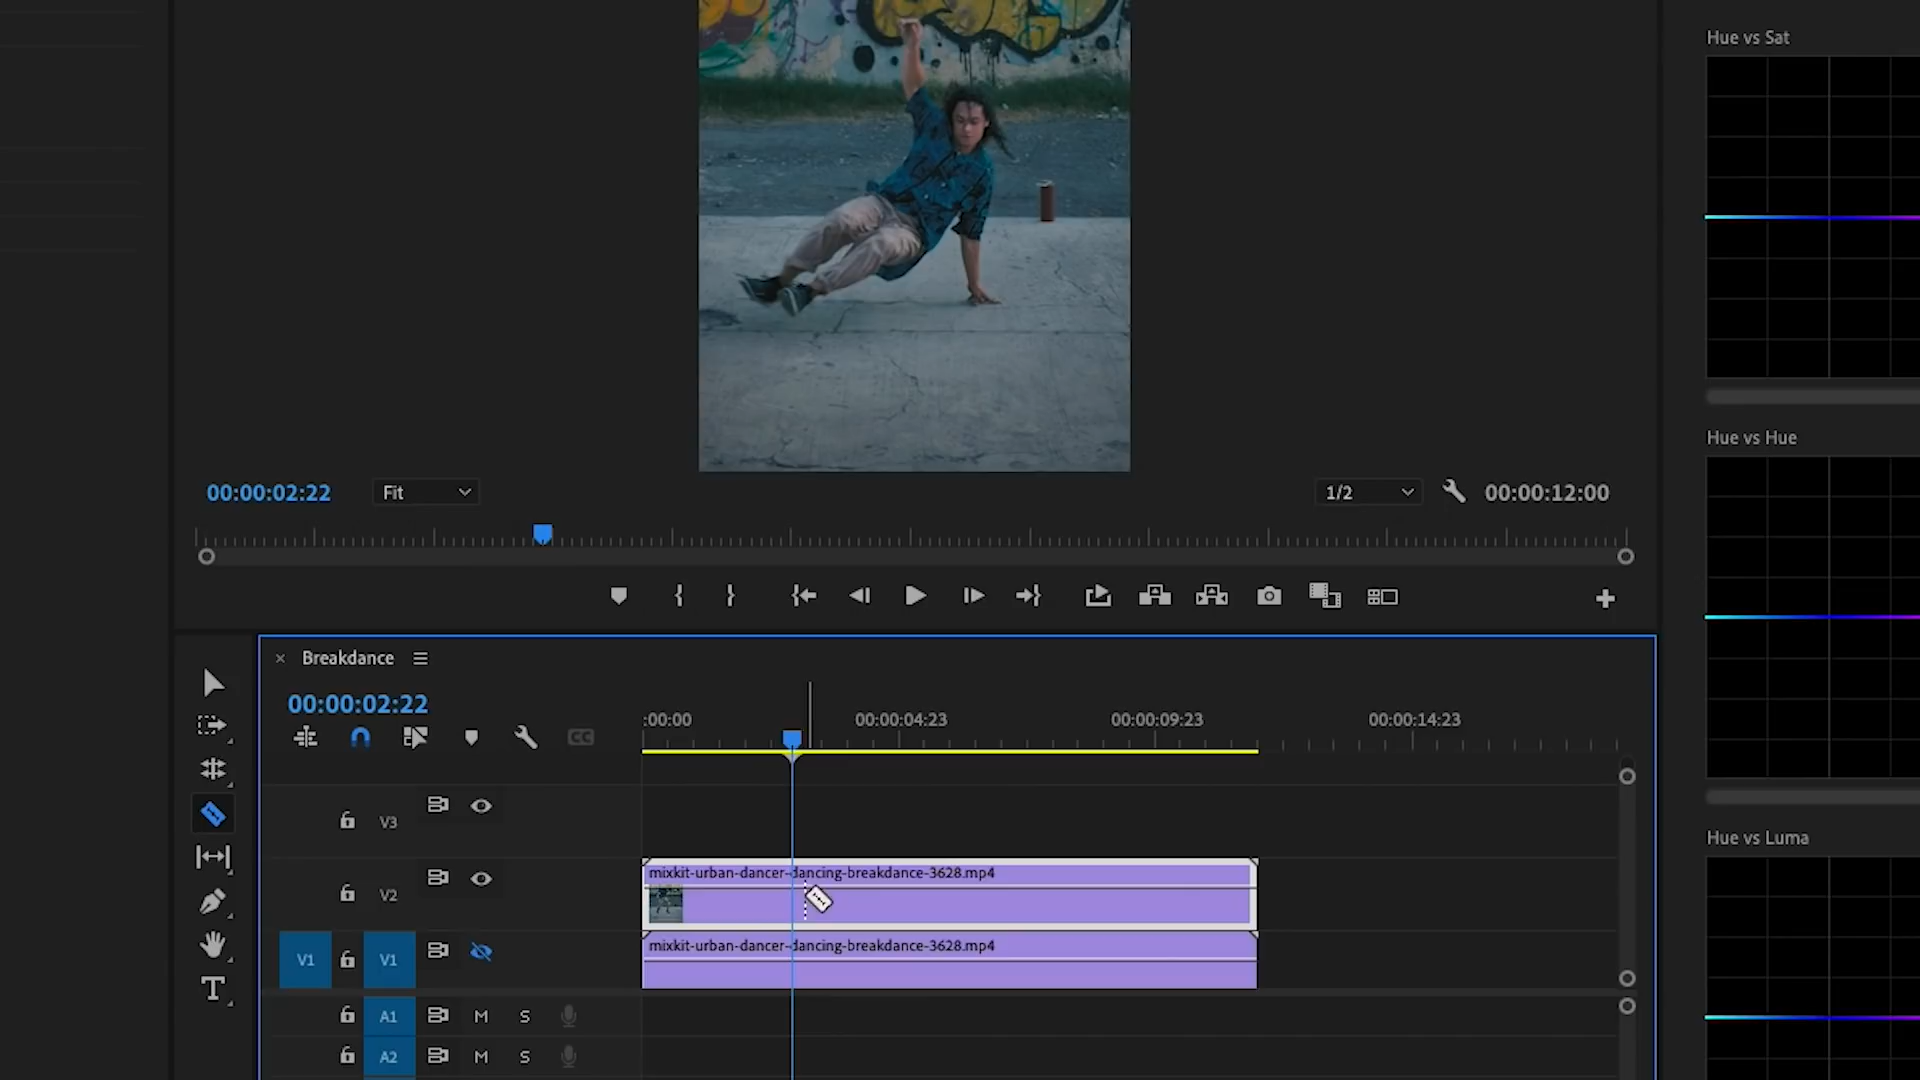 Hue vs Sat
Hue vs Hue
00:00:02:22
Fit
1/2
00:00:12:00
Breakdance
00:00:02:22
:00:00
00:00:04:23
00:00:09:23
00:00:14:23
CC
V3
mixkit-urban-dancer-dancing-breakdance-3628.mp4
V2
V1
V1
mixkit-urban-dancer-dancing-breakdance-3628.mp4
A1
M
S
A2
M
S
T
Hue vs Luma